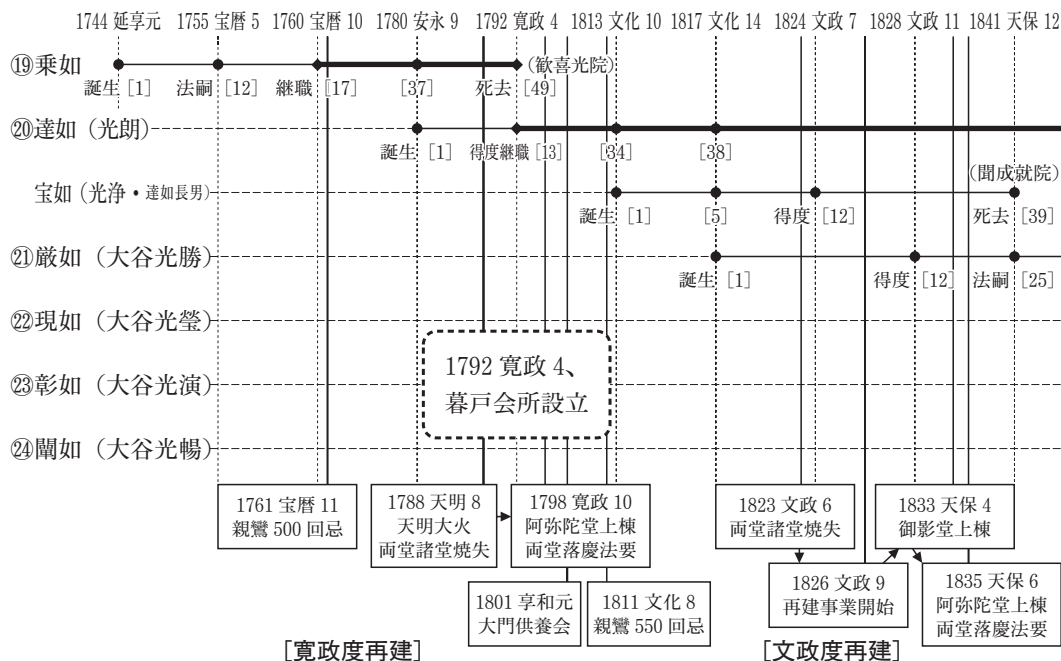 1744 延享元 1755 宝暦 5 1760 宝暦 10 1780 安永 9 1792 寛政 4 1813 文化 10 1817 文化 14 1824 文政 7 1828 文政 11 1841 天保 12
⑲乗如
(歓喜光院)
誕生 [1] 法嗣 [12] 継職 [17] [37] 死去 [49]
⑳達如（光朗）
誕生 [1] 得度継職 [13] [34] [38]
宝如 (光浄・達如長男)
(聞成就院)
誕生 [1] [5] 得度 [12] 死去 [39]
㉑厳如（大谷光勝）
誕生 [1] 得度 [12] 法嗣 [25]
㉒現如（大谷光瑩）
1792 寛政 4、
暮戸会所設立
㉓彰如（大谷光演）
㉔闡如（大谷光暢）
1761 宝暦 11
親鸞 500 回忌
1788 天明 8
天明大火
両堂諸堂焼失
1798 寛政 10
阿弥陀堂上棟
両堂落慶法要
1823 文政 6
両堂諸堂焼失
1833 天保 4
御影堂上棟
1801 享和元
大門供養会
1811 文化 8
親鸞 550 回忌
1826 文政 9
再建事業開始
1835 天保 6
阿弥陀堂上棟
両堂落慶法要
[寛政度再建] [文政度再建]